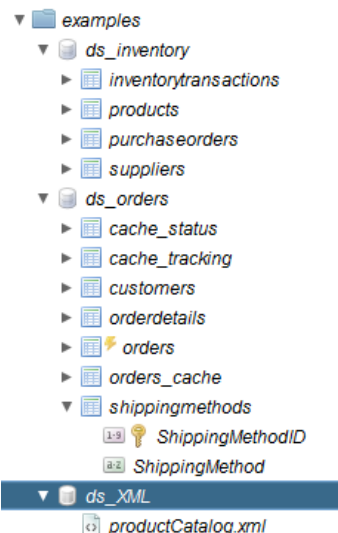 examples
ds_inventory
inventorytransactions
products
purchaseorders
suppliers
ds_orders
cache_status
cache_tracking
customers
orderdetails
orders
orders_cache
shippingmethods
1-9 ShippingMethodID
a-z ShippingMethod
ds_XML
productCatalog.xml